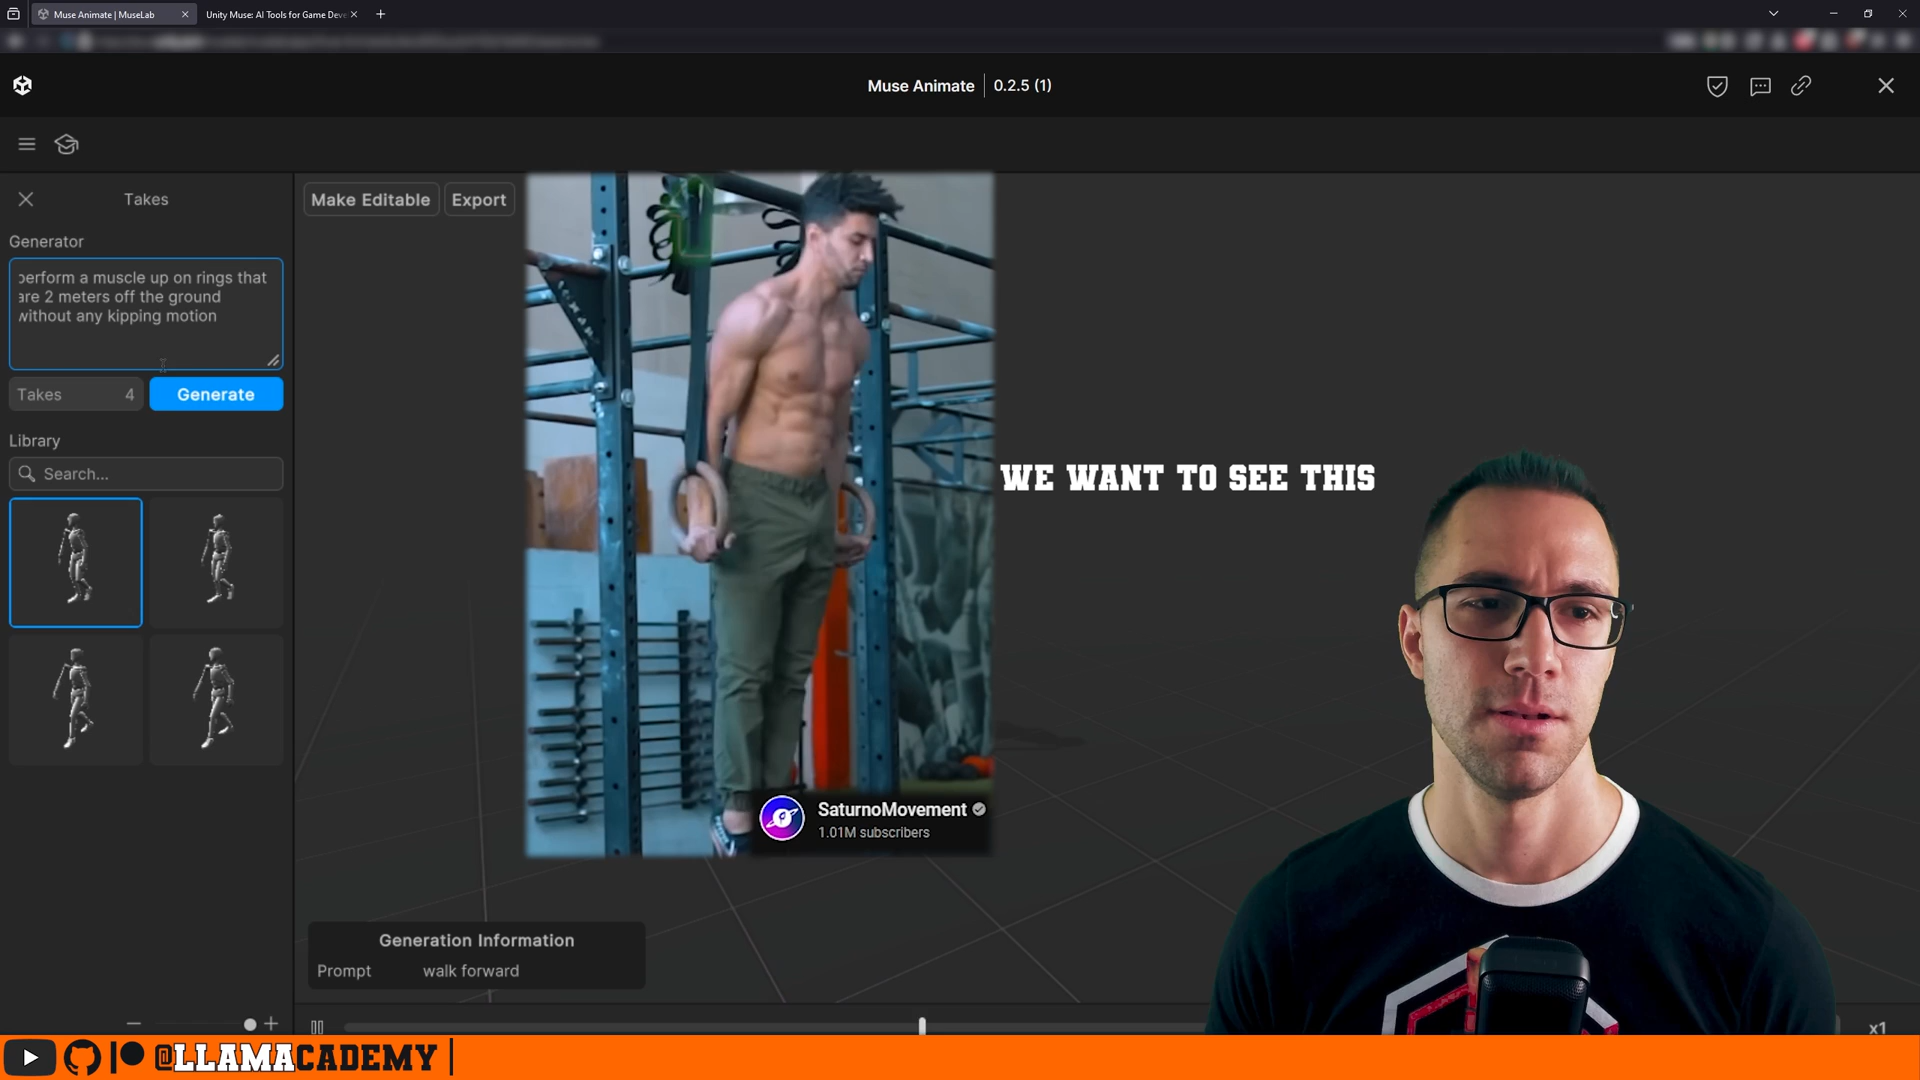 Muse Animate | MuseLab
Unity Muse: AI Tools for Game Deve
Muse Animate 0.2.5 (1)
Takes
Make Editable
Export
Generator
perform a muscle up on rings that
are 2 meters off the ground
without any kipping motion
Takes 4
Generate
Library
Search...
WE WANT TO SEE THIS
SaturnoMovement
1.01M subscribers
Generation Information
Prompt walk forward
x1
@LLAMACADEMY